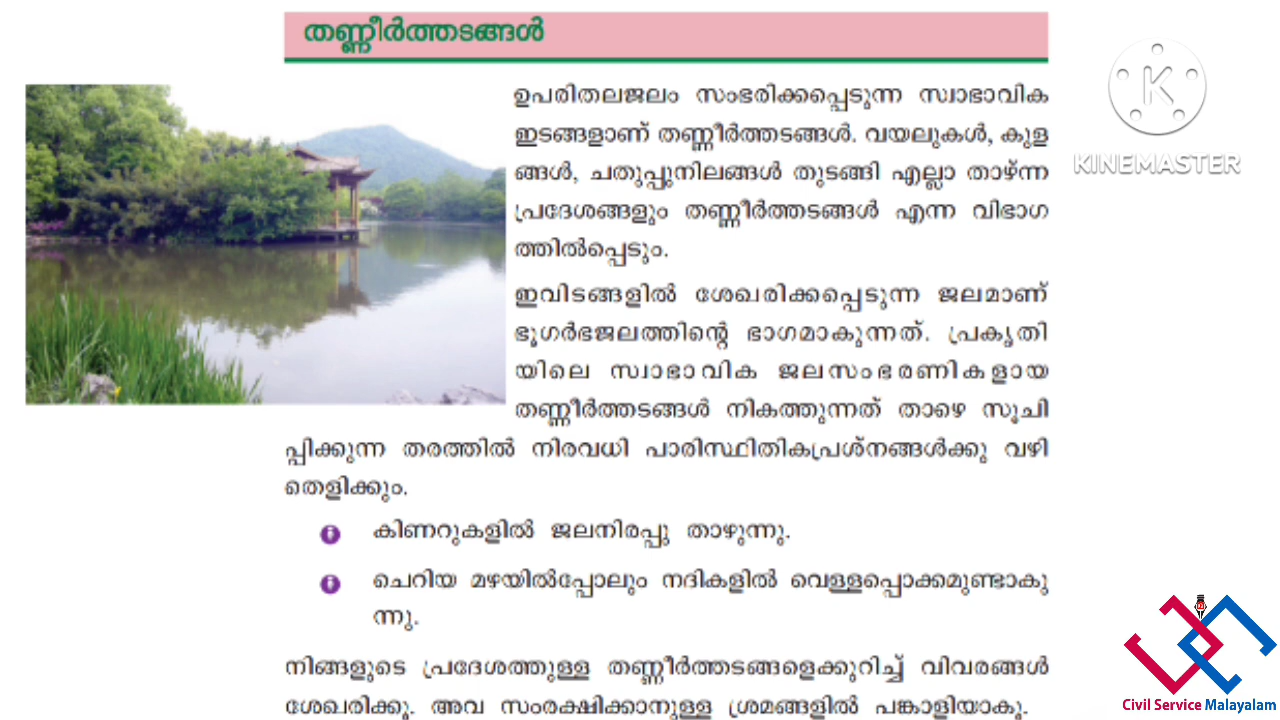 തണ്ണീർത്തടങ്ങൾ
ഉപരിതലജലം സംഭരിക്കപ്പെടുന്ന സ്വാഭാവിക
ഇടങ്ങളാണ് തണ്ണീർത്തടങ്ങൾ. വയലുകൾ, കുള
ങ്ങൾ, ചതുപ്പുനിലങ്ങൾ തുടങ്ങി എല്ലാ താഴ്ന്ന
പ്രദേശങ്ങളും തണ്ണീർത്തടങ്ങൾ എന്ന വിഭാഗ
ത്തിൽപ്പെടും.
ഇവിടങ്ങളിൽ ശേഖരിക്കപ്പെടുന്ന ജലമാണ്
ഭൂഗർഭജലത്തിന്റെ ഭാഗമാകുന്നത്. പ്രകൃതി
യിലെ സ്വാഭാവിക ജലസംഭരണികളായ
തണ്ണീർത്തടങ്ങൾ നികത്തുന്നത് താഴെ സൂചി
പ്പിക്കുന്ന തരത്തിൽ നിരവധി പാരിസ്ഥിതികപ്രശ്നങ്ങൾക്കു വഴി
തെളിക്കും.
കിണറുകളിൽ ജലനിരപ്പു താഴുന്നു.
ചെറിയ മഴയിൽപ്പോലും നദികളിൽ വെള്ളപ്പൊക്കമുണ്ടാകു
ന്നു.
നിങ്ങളുടെ പ്രദേശത്തുള്ള തണ്ണീർത്തടങ്ങളെക്കുറിച്ച് വിവരങ്ങൾ
ശേഖരിക്കൂ. അവ സംരക്ഷിക്കാനുള്ള ശ്രമങ്ങളിൽ പങ്കാളിയാകൂ.
K
KINEMASTER
Civil Service Malayalam